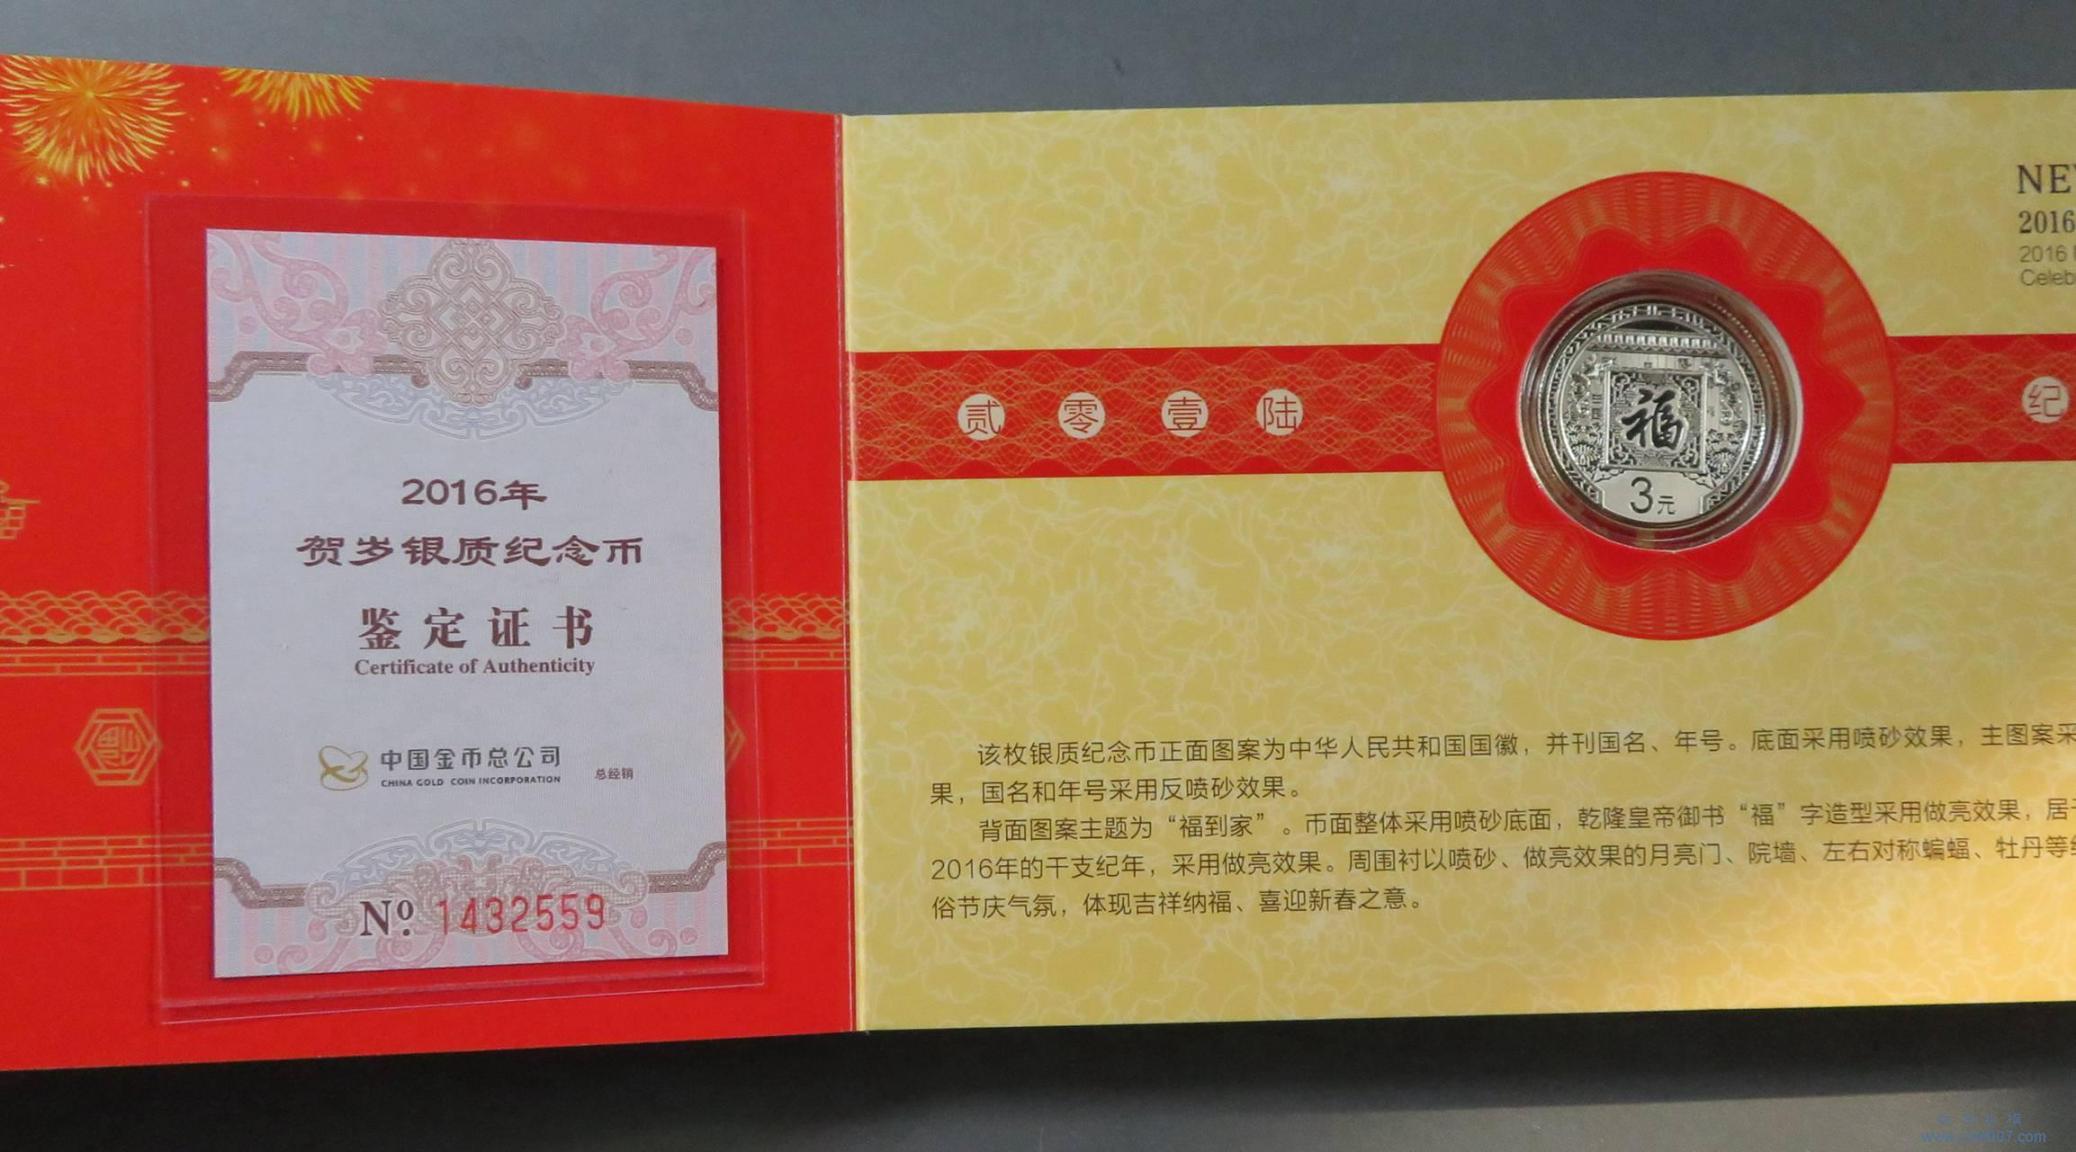 2016年
贺岁银质纪念币
鉴定证书
Certificate of Authenticity
中国金币总公司
CHINA GOLD COIN INCORPORATION
总经销
Nº 1432559
贰零壹陆
福
3元
纪
2016
2016
该枚银质纪念币正面图案为中华人民共和国国徽，并刊国名、年号。底面采用喷砂效果，主图案采
果，国名和年号采用反喷砂效果。
背面图案主题为“福到家”。币面整体采用喷砂底面，乾隆皇帝御书“福”字造型采用做亮效果，居
2016年的干支纪年，采用做亮效果。周围衬以喷砂、做亮效果的月亮门、院墙、左右对称蝙蝠、牡丹等
俗节庆气氛，体现吉祥纳福、喜迎新春之意。